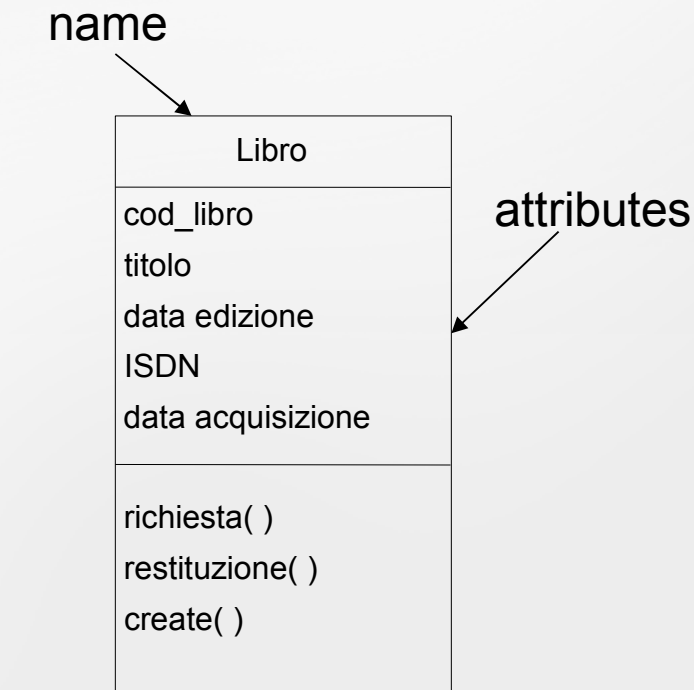 name
Libro
attributes
cod_libro
titolo
data edizione
ISDN
data acquisizione
richiesta( )
restituzione( )
create( )